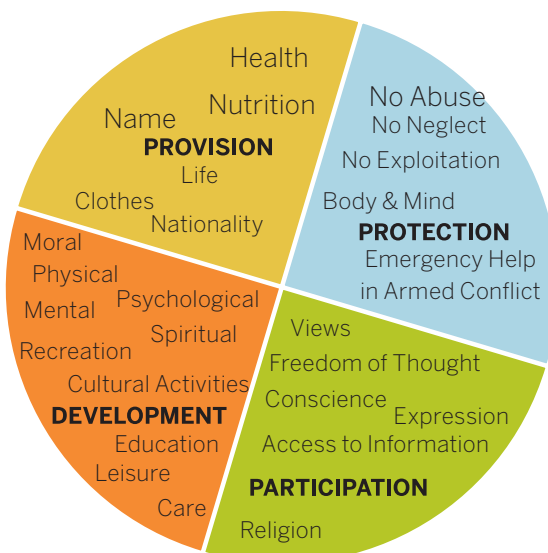 Health
Nutrition
Name
PROVISION
Life
Clothes
Nationality
No Abuse
No Neglect
No Exploitation
Body & Mind
PROTECTION
Emergency Help
in Armed Conflict
Moral
Physical
Psychological
Mental
Spiritual
Recreation
Cultural Activities
DEVELOPMENT
Education
Leisure
Care
Views
Freedom of Thought
Conscience
Expression
Access to Information
PARTICIPATION
Religion